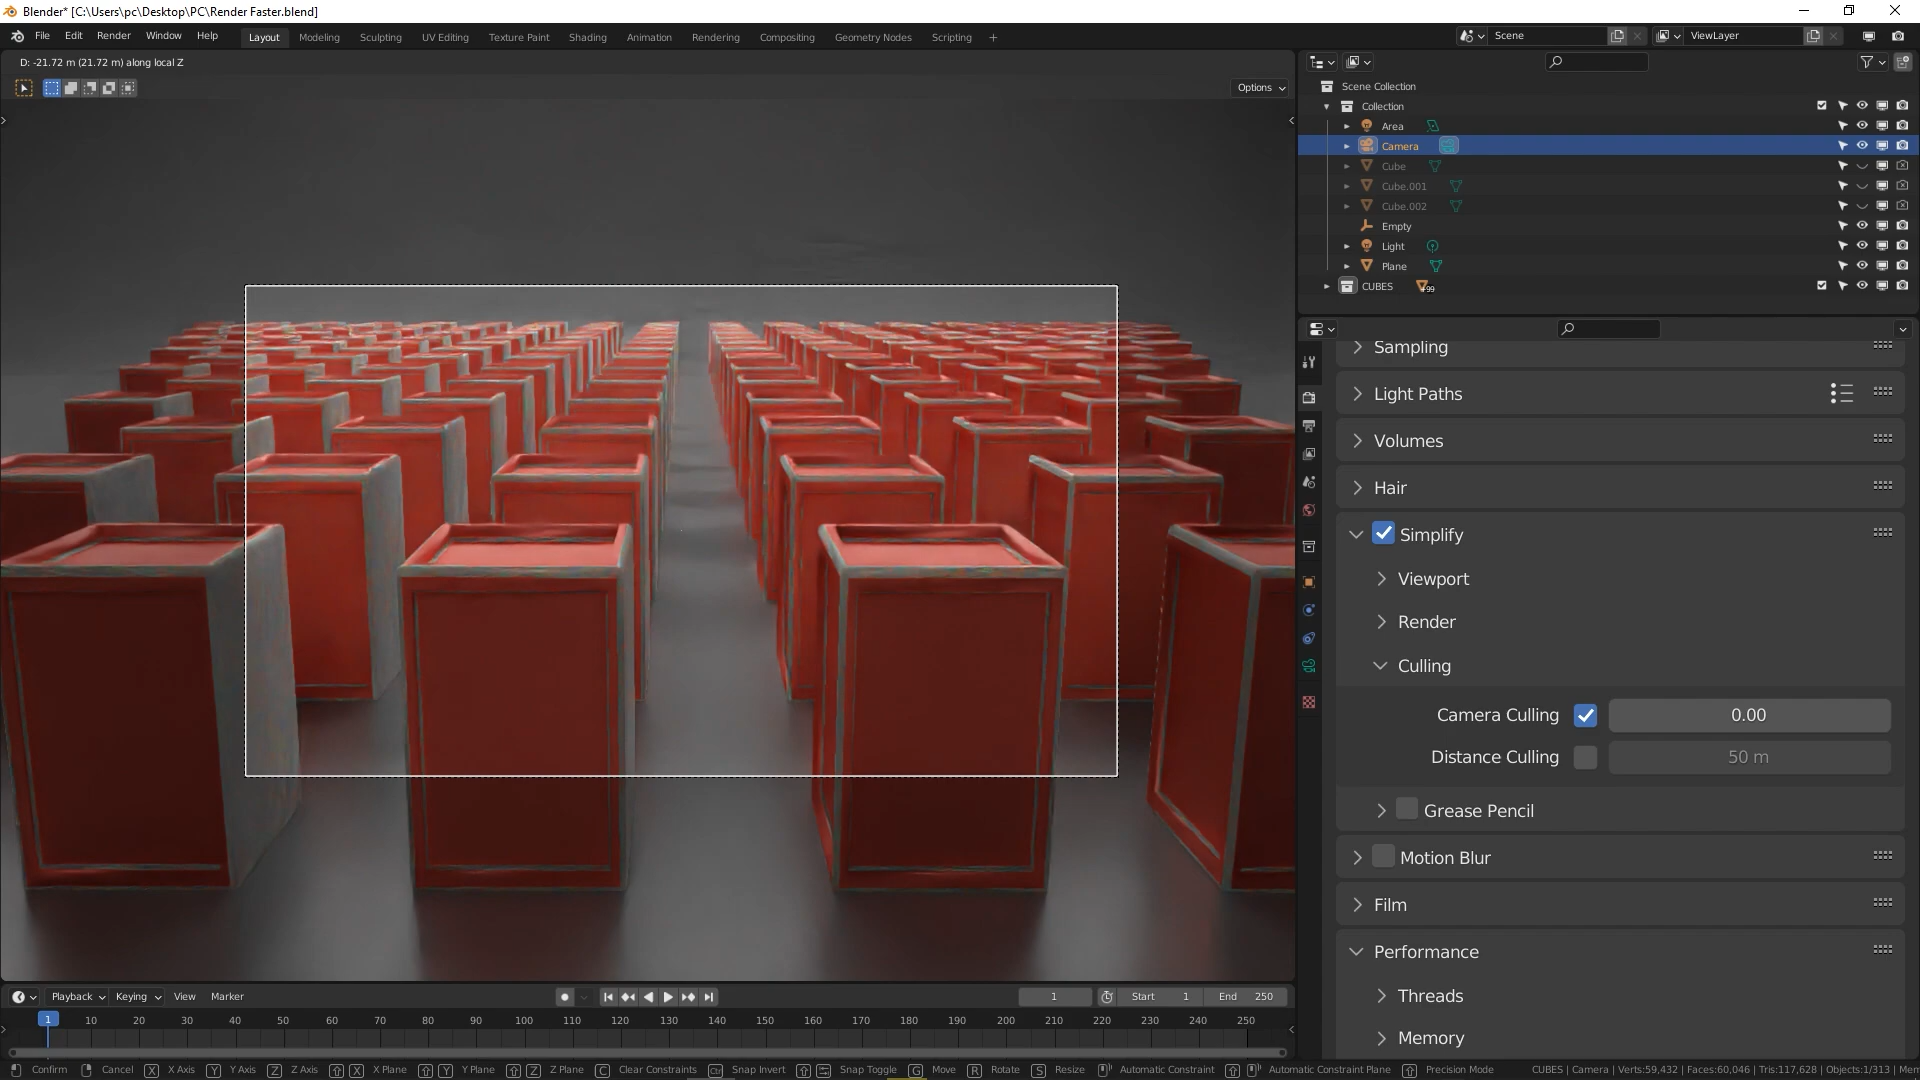 Blender* [C:\Users\pc\Desktop\PC\Render Faster.blend]
File Edit Render Window Help Layout Modeling Sculpting UV Editing Texture Paint Shading Animation Rendering Compositing Geometry Nodes Scripting + Scene ViewLayer
D: -21.72 m (21.72 m) along local Z
Options
Scene Collection
Collection
Area
Camera
Cube
Cube.001
Cube.002
Empty
Light
Plane
CUBES 99
Sampling
Light Paths
Volumes
Hair
Simplify
Viewport
Render
Culling
Camera Culling 0.00
Distance Culling 50 m
Grease Pencil
Motion Blur
Film
Performance
Threads
Memory
Playback Keying View Marker 1 Start 1 End 250
1 10 20 30 40 50 60 70 80 90 100 110 120 130 140 150 160 170 180 190 200 210 220 230 240 250
Confirm Cancel X X Axis Y Y Axis Z Z Axis X X Plane Y Y Plane Z Z Plane C Clear Constraints Ctrl Snap Invert Snap Toggle G Move R Rotate S Resize Automatic Constraint Automatic Constraint Plane Precision Mode CUBES | Camera | Verts:59,432 | Faces:60,046 | Tris:117,628 | Objects:1/313 | Mem